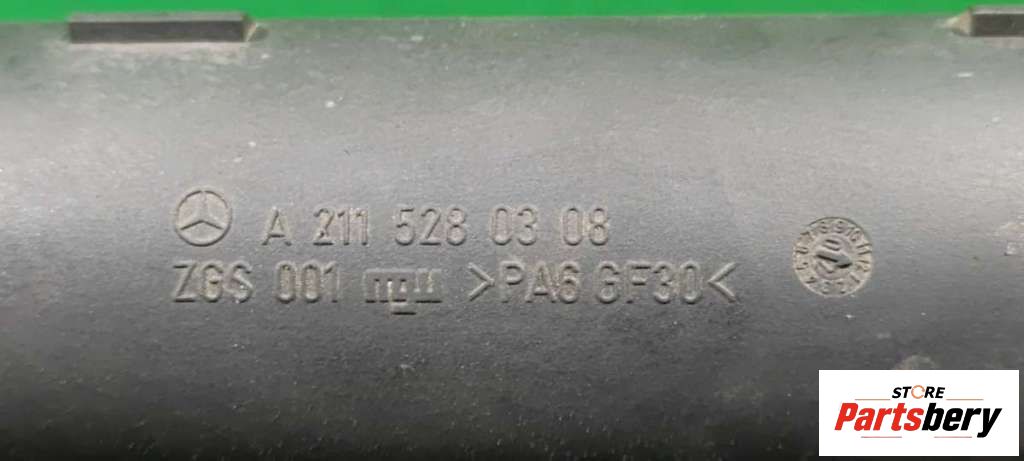 A 211 528 03 08
ZGS 001 >PA6 GF30<
STORE
Partsbery